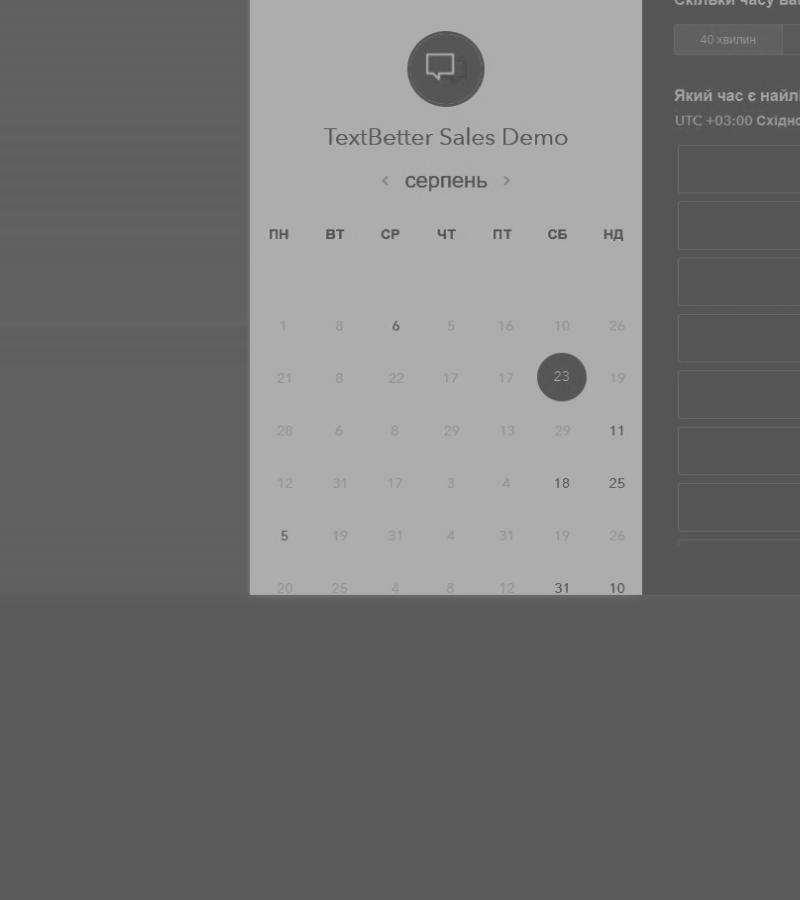 TextBetter Sales Demo
серпень
ПН ВТ СР ЧТ ПТ СБ НД
1 8 6 5 16 10 26
21 8 22 17 17 23 19
28 6 8 29 13 29 11
12 31 17 3 4 18 25
5 19 31 4 31 19 26
20 25 4 8 12 31 10
Скільки часу
40 хвилин
Який час є
UTC +03:00